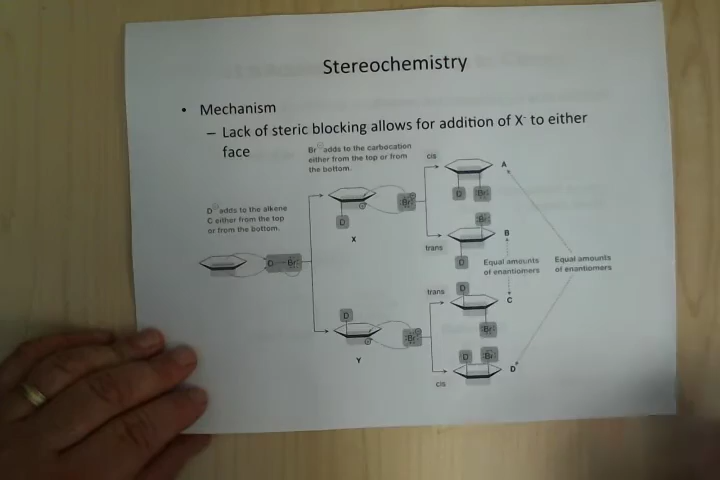 Stereochemistry
• Mechanism
– Lack of steric blocking allows for addition of X⁻ to either
face
Br⊖ adds to the carbocation
either from the top or from
the bottom.
D⊕ adds to the alkene
C either from the top
or from the bottom.
D Br:
D
X
Br:
cis
D Br:
A
trans
Br:
D
B
Equal amounts
of enantiomers
Equal amounts
of enantiomers
D
Y
Br:
trans
D
Br:
C
cis
D Br:
D